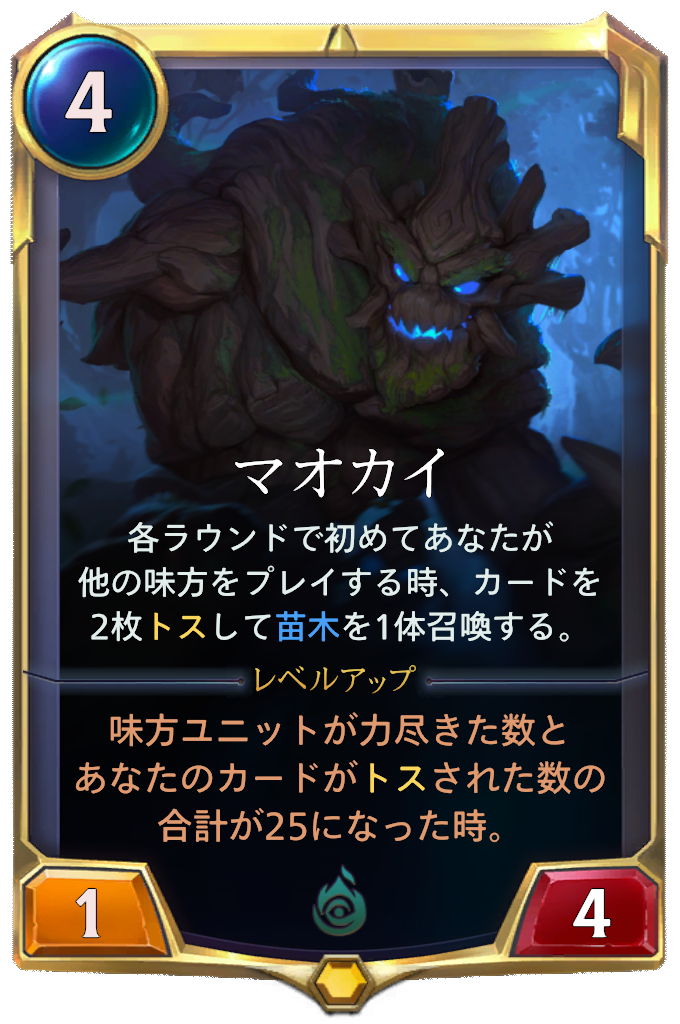 4
マオカイ
各ラウンドで初めてあなたが
他の味方をプレイする時、カードを
2枚トスして苗木を1体召喚する。
レベルアップ
味方ユニットが力尽きた数と
あなたのカードがトスされた数の
合計が25になった時。
1
4